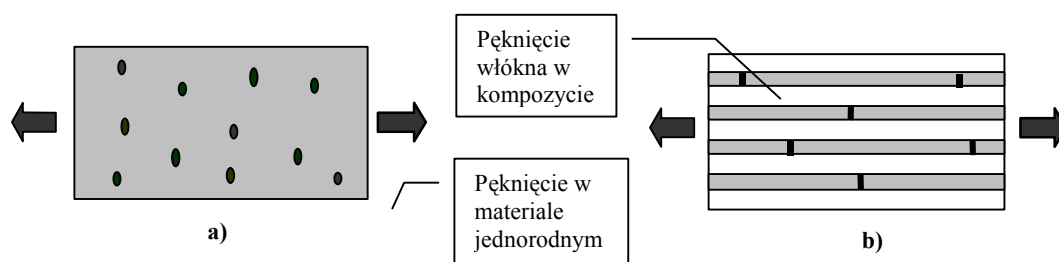 Pęknięcie
włókna w
kompozycie
Pęknięcie w
materiale
jednorodnym
a)
b)